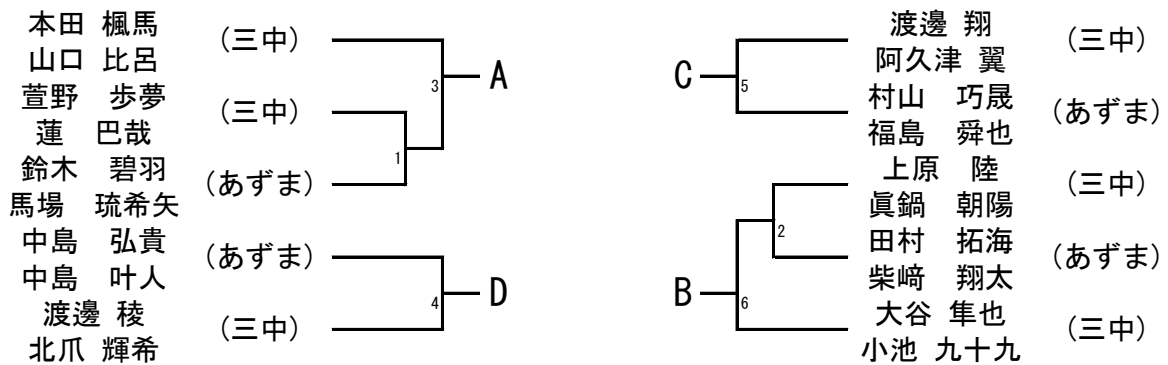 本田 楓馬
山口 比呂
(三中)
萱野 歩夢
蓮 巴哉
(三中)
鈴木 碧羽
馬場 琉希矢
(あずま)
中島 弘貴
中島 叶人
(あずま)
渡邊 稜
北爪 輝希
(三中)
3
A
1
4
D
C
5
2
B
6
渡邊 翔
阿久津 翼
(三中)
村山 巧晟
福島 舜也
(あずま)
上原 陸
眞鍋 朝陽
(三中)
田村 拓海
柴﨑 翔太
(あずま)
大谷 隼也
小池 九十九
(三中)